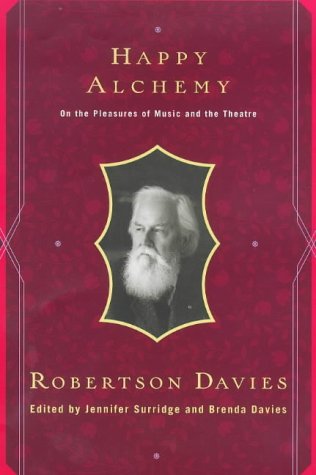 HAPPY
ALCHEMY
On the Pleasures of Music and the Theatre
ROBERTSON DAVIES
Edited by Jennifer Surridge and Brenda Davies